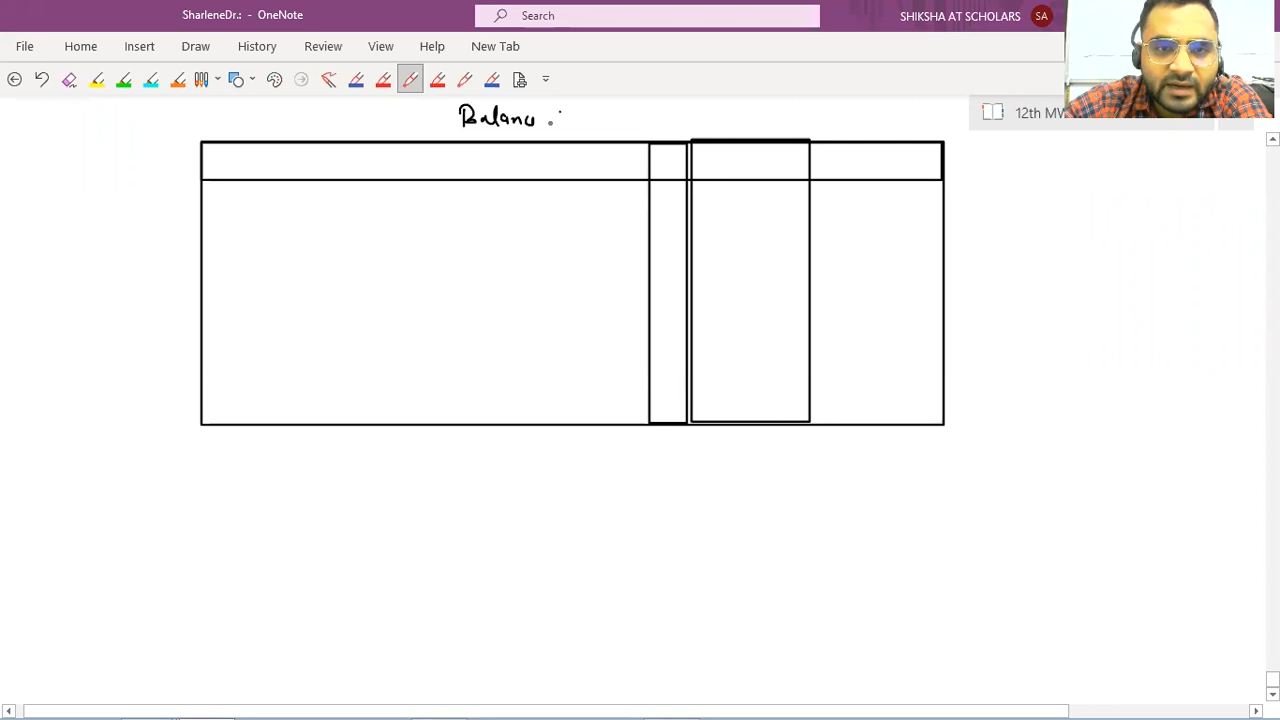 SharleneDr.: - OneNote
Search
SHIKSHA AT SCHOLARS SA
File Home Insert Draw History Review View Help New Tab
12th MW
Balanc